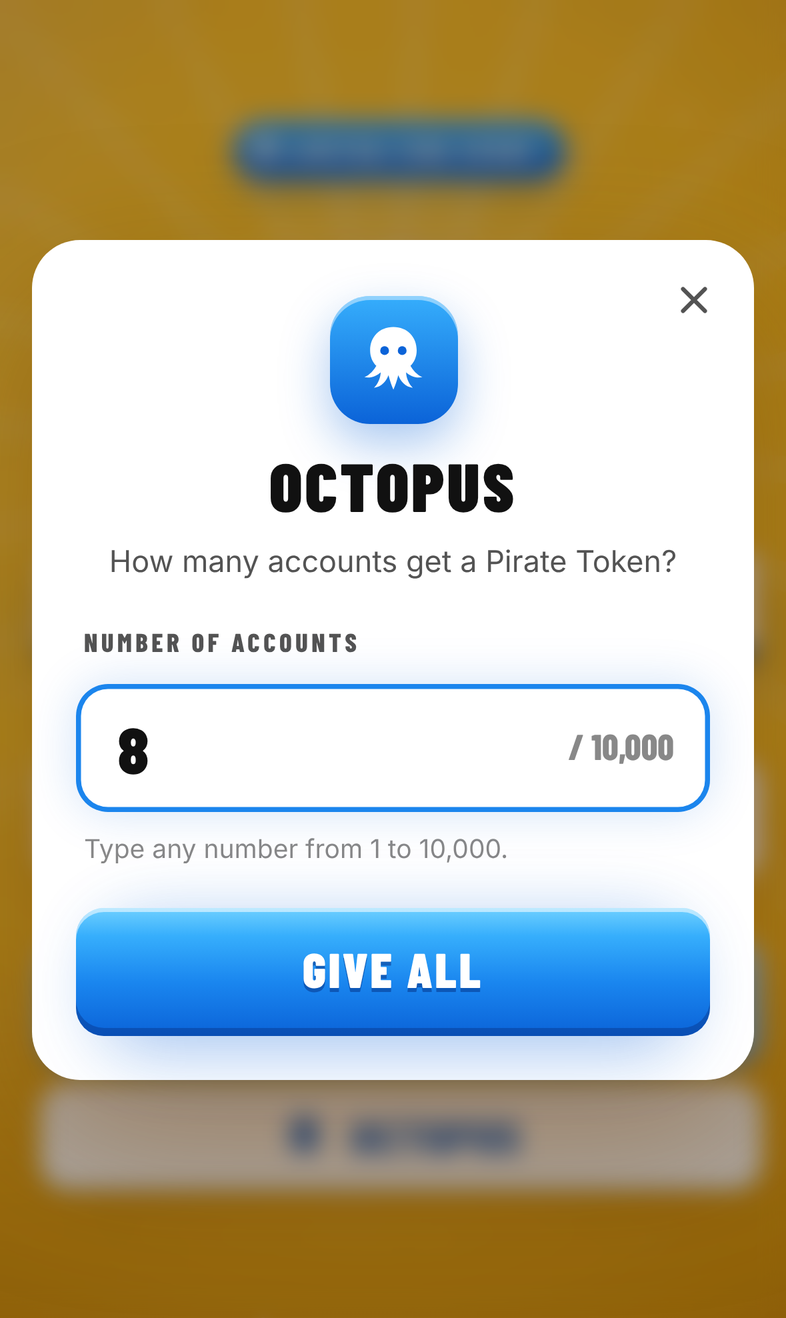 OCTOPUS
How many accounts get a Pirate Token?
NUMBER OF ACCOUNTS
8 / 10,000
Type any number from 1 to 10,000.
GIVE ALL
OCTOPUS